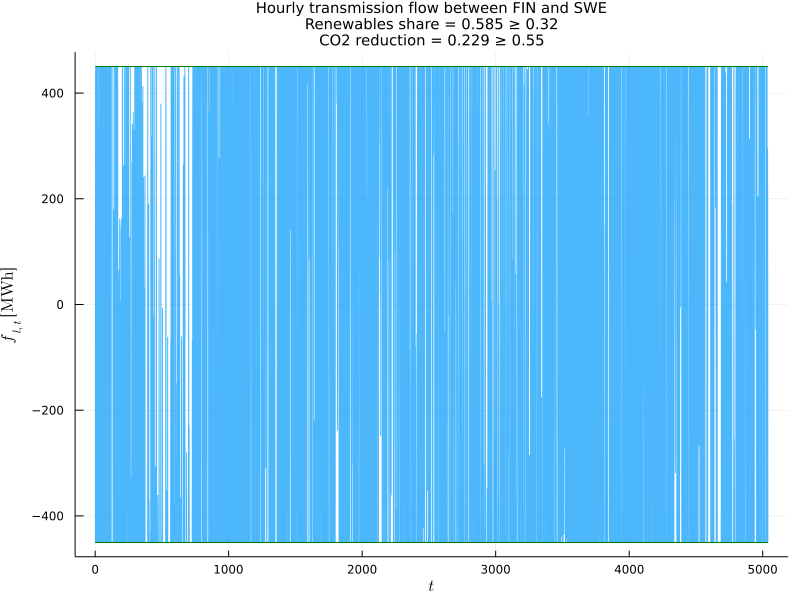 Hourly transmission flow between FIN and SWE
Renewables share = 0.585 ≥ 0.32
CO2 reduction = 0.229 ≥ 0.55
f l,t [MWh]
400
200
0
−200
−400
0 1000 2000 3000 4000 5000
t